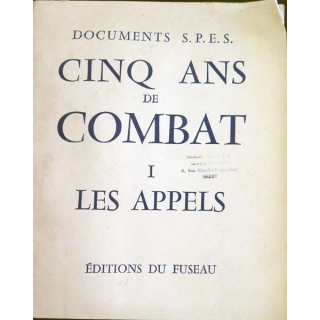 DOCUMENTS S.P.E.S.
CINQ ANS
DE
COMBAT
I
LES APPELS
ÉDITIONS DU FUSEAU